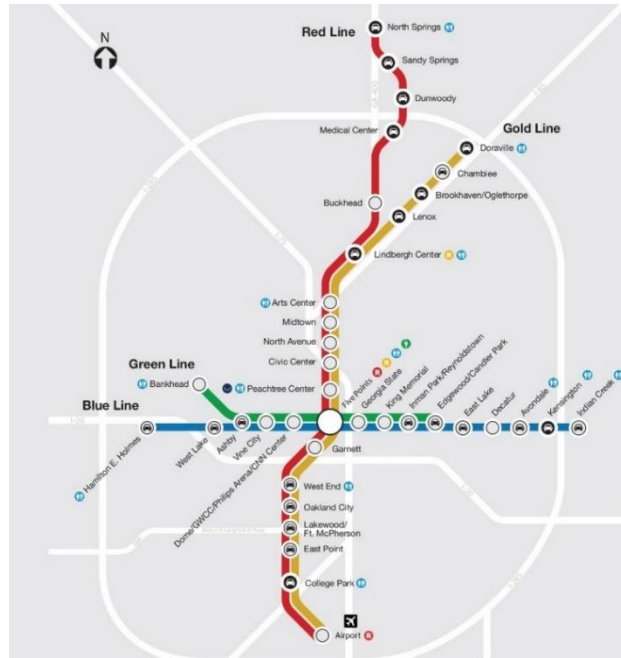 N
Red Line
North Springs
Sandy Springs
Dunwoody
Medical Center
Gold Line
Doraville
Chamblee
Brookhaven/Oglethorpe
Buckhead
Lenox
Lindbergh Center
Arts Center
Midtown
North Avenue
Civic Center
Green Line
Bankhead
Peachtree Center
Five Points
Georgia State
King Memorial
Inman Park/Reynoldstown
Edgewood/Candler Park
Blue Line
Hamilton E. Holmes
West Lake
Ashby
Vine City
Dome/GWCC/Philips Arena/CNN Center
East Lake
Decatur
Avondale
Kensington
Indian Creek
Garnett
West End
Oakland City
Lakewood/
Ft. McPherson
East Point
College Park
Airport